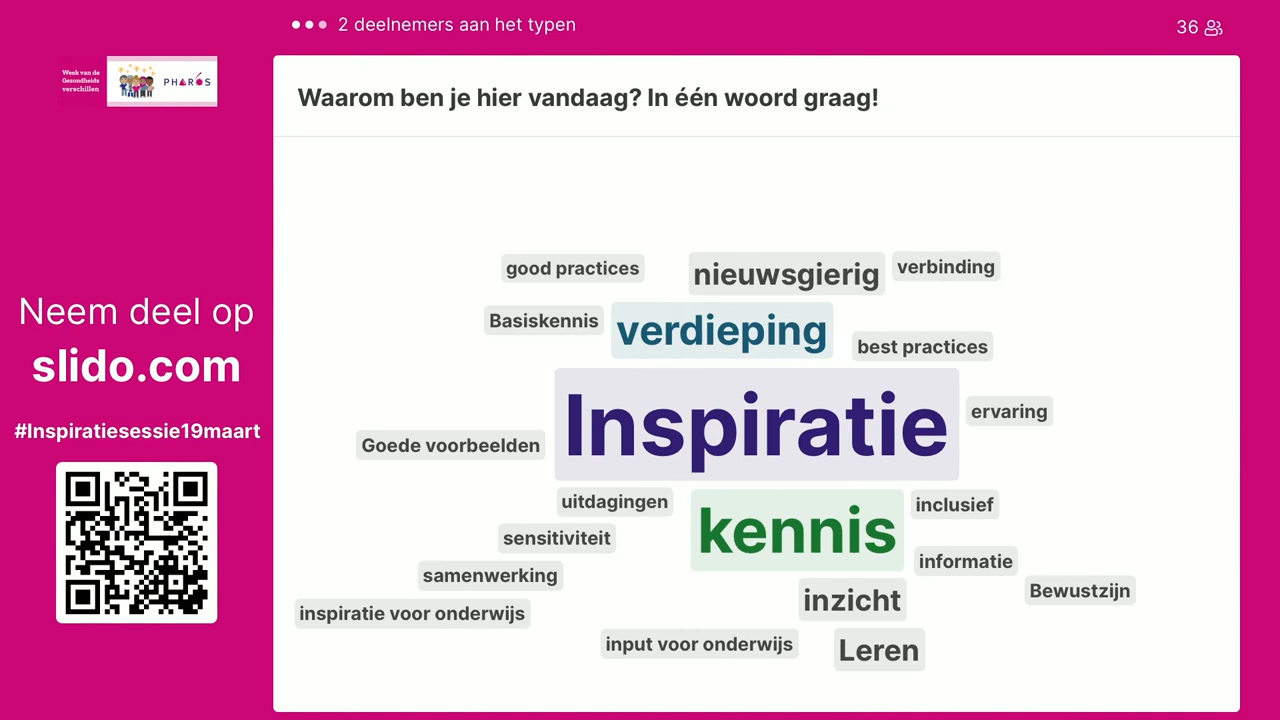 2 deelnemers aan het typen
36
Week van de
Gezondheids
verschillen
PHAROS
Waarom ben je hier vandaag? In één woord graag!
Neem deel op
slido.com
#Inspiratiesessie19maart
good practices
nieuwsgierig
verbinding
Basiskennis
verdieping
best practices
Inspiratie
ervaring
Goede voorbeelden
uitdagingen
kennis
inclusief
sensitiviteit
informatie
samenwerking
Bewustzijn
inzicht
inspiratie voor onderwijs
input voor onderwijs
Leren